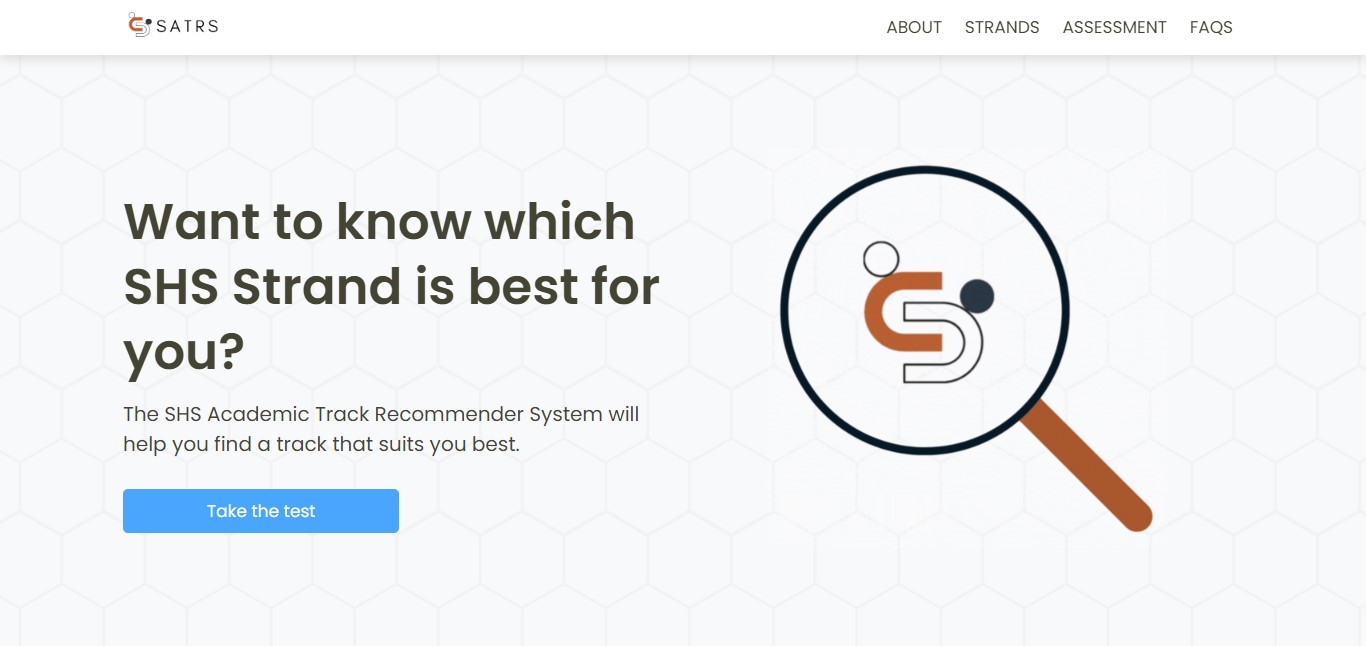 SATRS
ABOUT STRANDS ASSESSMENT FAQS
Want to know which
SHS Strand is best for
you?
The SHS Academic Track Recommender System will
help you find a track that suits you best.
Take the test